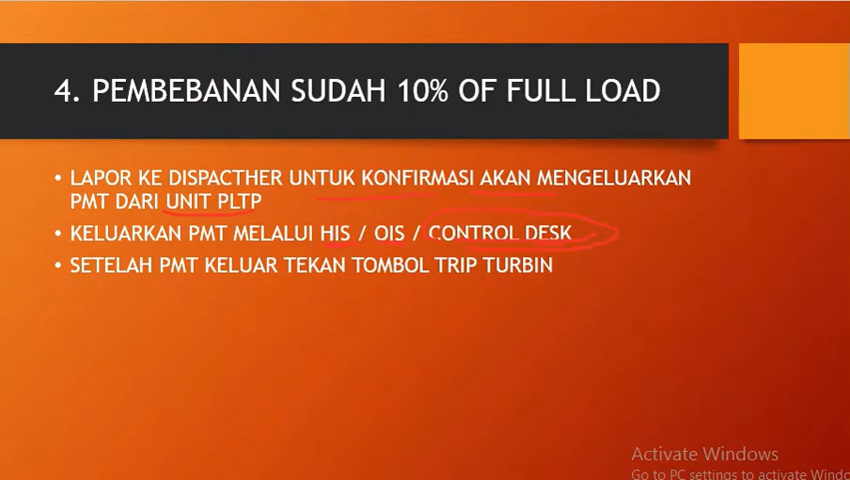 4. PEMBEBANAN SUDAH 10% OF FULL LOAD
• LAPOR KE DISPACTHER UNTUK KONFIRMASI AKAN MENGELUARKAN
PMT DARI UNIT PLTP
• KELUARKAN PMT MELALUI HIS / OIS / CONTROL DESK
• SETELAH PMT KELUAR TEKAN TOMBOL TRIP TURBIN
Activate Windows
Go to PC settings to activate Windo